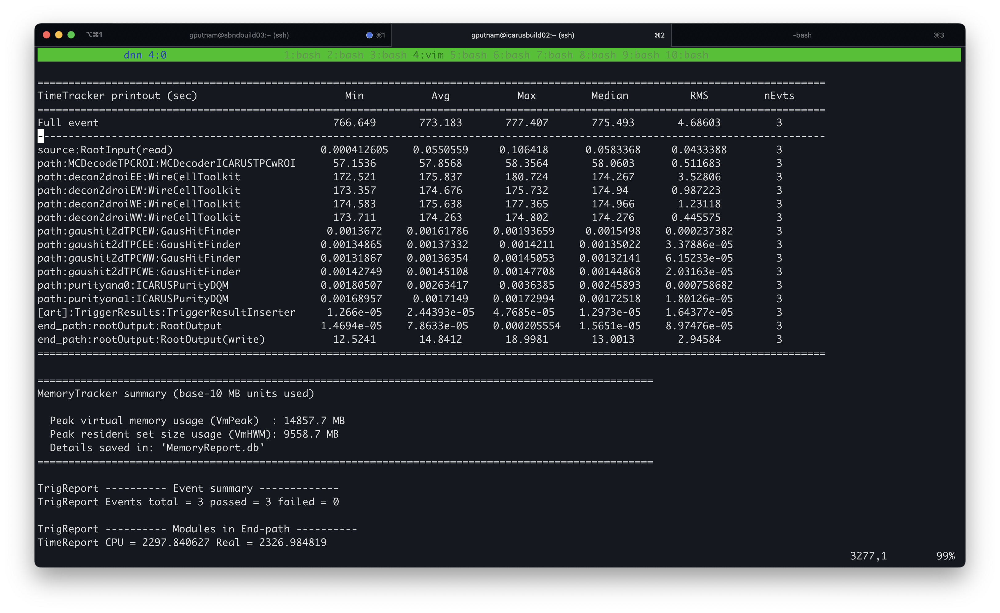 ⌥⌘1 gputnam@sbndbuild03:~ (ssh) ⌘1 gputnam@icarusbuild02:~ (ssh) ⌘2 -bash ⌘3
dnn 4:0 1:bash 2:bash 3:bash 4:vim 5:bash 6:bash 7:bash 8:bash 9:bash 10:bash
================================================================================================================================
TimeTracker printout (sec) Min Avg Max Median RMS nEvts
================================================================================================================================
Full event 766.649 773.183 777.407 775.493 4.68603 3
--------------------------------------------------------------------------------------------------------------------------------
source:RootInput(read) 0.000412605 0.0550559 0.106418 0.0583368 0.0433388 3
path:MCDecodeTPCROI:MCDecoderICARUSTPCwROI 57.1536 57.8568 58.3564 58.0603 0.511683 3
path:decon2droiEE:WireCellToolkit 172.521 175.837 180.724 174.267 3.52806 3
path:decon2droiEW:WireCellToolkit 173.357 174.676 175.732 174.94 0.987223 3
path:decon2droiWE:WireCellToolkit 174.583 175.638 177.365 174.966 1.23118 3
path:decon2droiWW:WireCellToolkit 173.711 174.263 174.802 174.276 0.445575 3
path:gaushit2dTPCEW:GausHitFinder 0.0013672 0.00161786 0.00193659 0.0015498 0.000237382 3
path:gaushit2dTPCEE:GausHitFinder 0.00134865 0.00137332 0.0014211 0.00135022 3.37886e-05 3
path:gaushit2dTPCWW:GausHitFinder 0.00131867 0.00136354 0.00145053 0.00132141 6.15233e-05 3
path:gaushit2dTPCWE:GausHitFinder 0.00142749 0.00145108 0.00147708 0.00144868 2.03163e-05 3
path:purityana0:ICARUSPurityDQM 0.00180507 0.00263417 0.0036385 0.00245893 0.000758682 3
path:purityana1:ICARUSPurityDQM 0.00168957 0.0017149 0.00172994 0.00172518 1.80126e-05 3
[art]:TriggerResults:TriggerResultInserter 1.266e-05 2.44393e-05 4.7685e-05 1.2973e-05 1.64377e-05 3
end_path:rootOutput:RootOutput 1.4694e-05 7.8633e-05 0.000205554 1.5651e-05 8.97476e-05 3
end_path:rootOutput:RootOutput(write) 12.5241 14.8412 18.9981 13.0013 2.94584 3
================================================================================================================================
====================================================================================================
MemoryTracker summary (base-10 MB units used)
Peak virtual memory usage (VmPeak) : 14857.7 MB
Peak resident set size usage (VmHWM): 9558.7 MB
Details saved in: 'MemoryReport.db'
====================================================================================================
TrigReport ---------- Event summary -------------
TrigReport Events total = 3 passed = 3 failed = 0
TrigReport ---------- Modules in End-path ----------
TimeReport CPU = 2297.840627 Real = 2326.984819
3277,1 99%